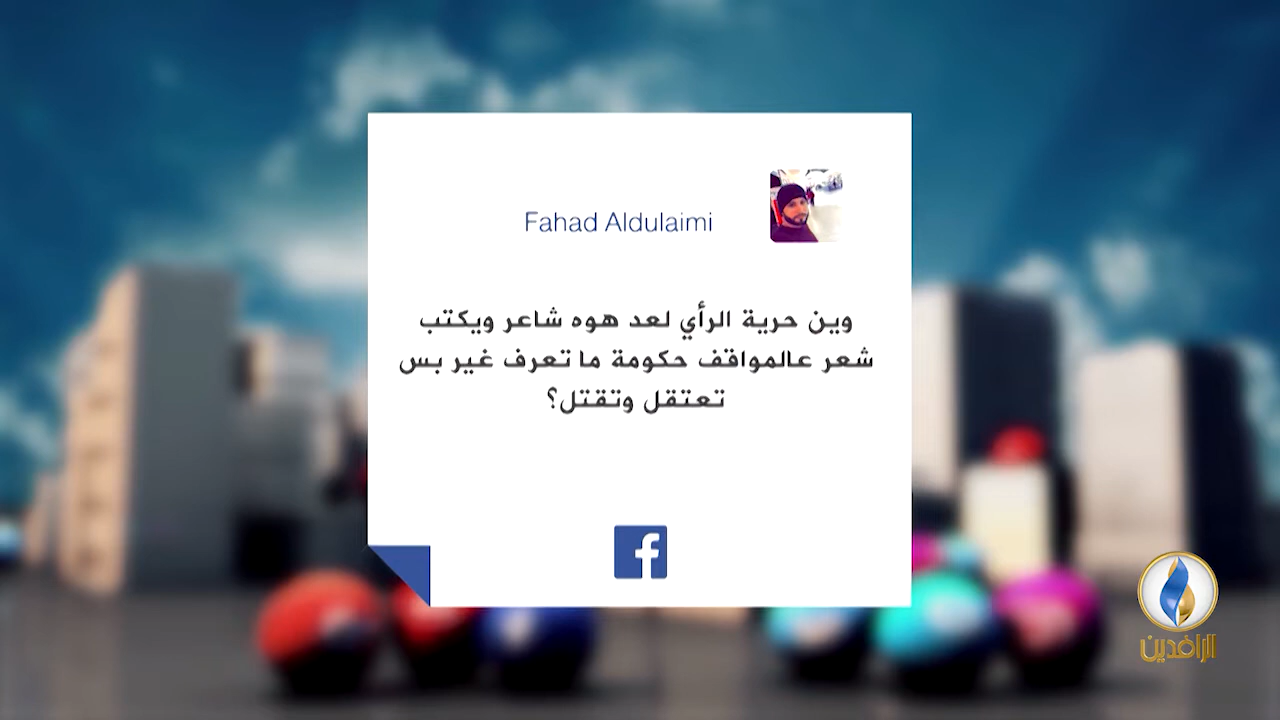 Fahad Aldulaimi
وين حرية الرأي لعد هوه شاعر ويكتب
شعر عالمواقف حكومة ما تعرف غير بس
تعتقل وتقتل؟
f
الرافدين